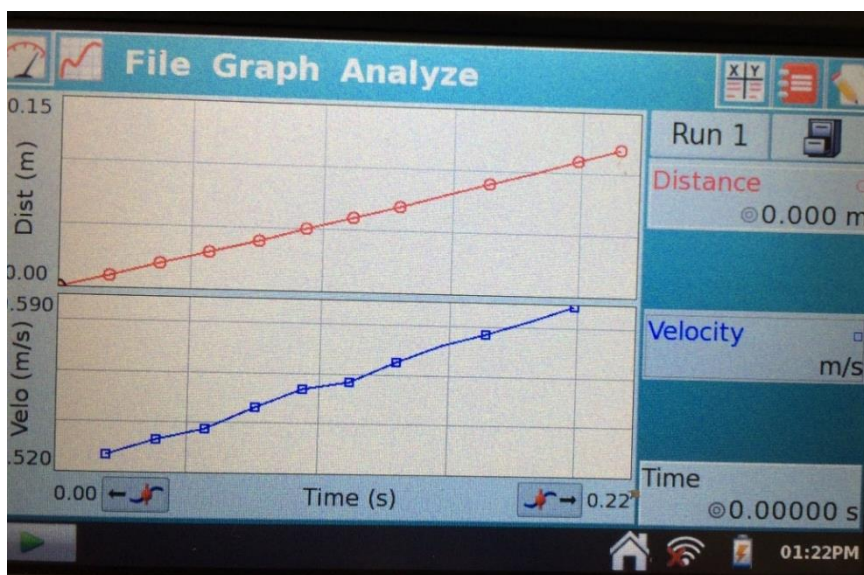 File Graph Analyze
X Y
0.15
Dist (m)
0.00
Run 1
Distance
0.000 m
.590
Velo (m/s)
.520
Velocity
m/s
0.00
Time (s)
0.22
Time
0.00000 s
01:22PM